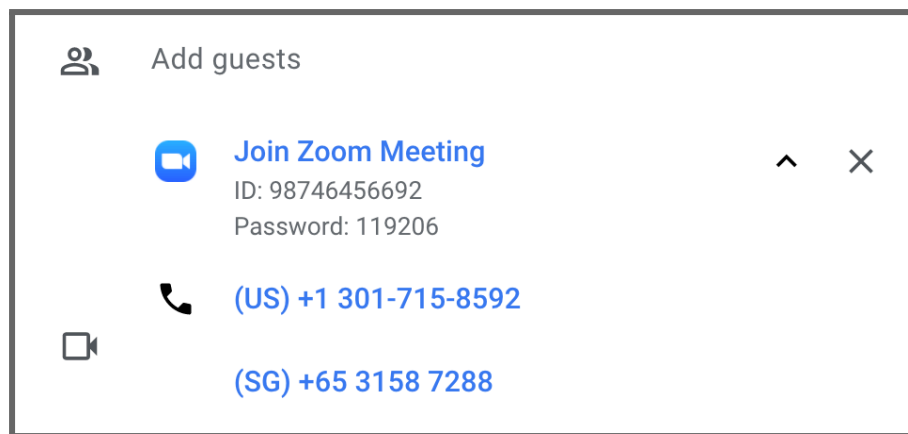 Add guests
Join Zoom Meeting
ID: 98746456692
Password: 119206
(US) +1 301-715-8592
(SG) +65 3158 7288